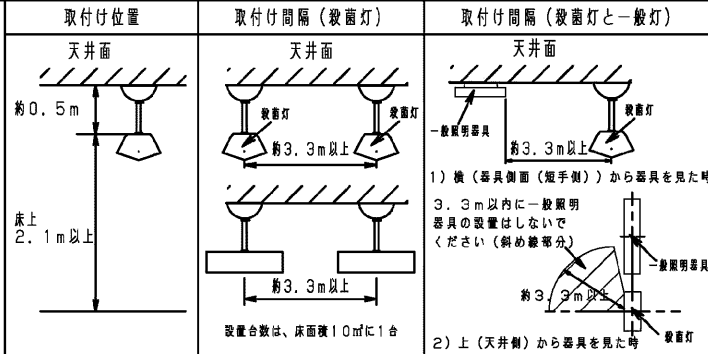 取付け位置
天井面
約0.5m
床上
2.1m以上
取付け間隔(殺菌灯)
天井面
殺菌灯
殺菌灯
約3.3m以上
約3.3m以上
設置台数は、床面積10㎡に1台
取付け間隔(殺菌灯と一般灯)
天井面
一般照明器具
殺菌灯
約3.3m以上
1)横(器具側面(短手側))から器具を見た時
3.3m以内に一般照明
器具の設置はしないで
ください(斜め線部分)
一般照明器具
約3.3m以上
殺菌灯
2)上(天井側)から器具を見た時